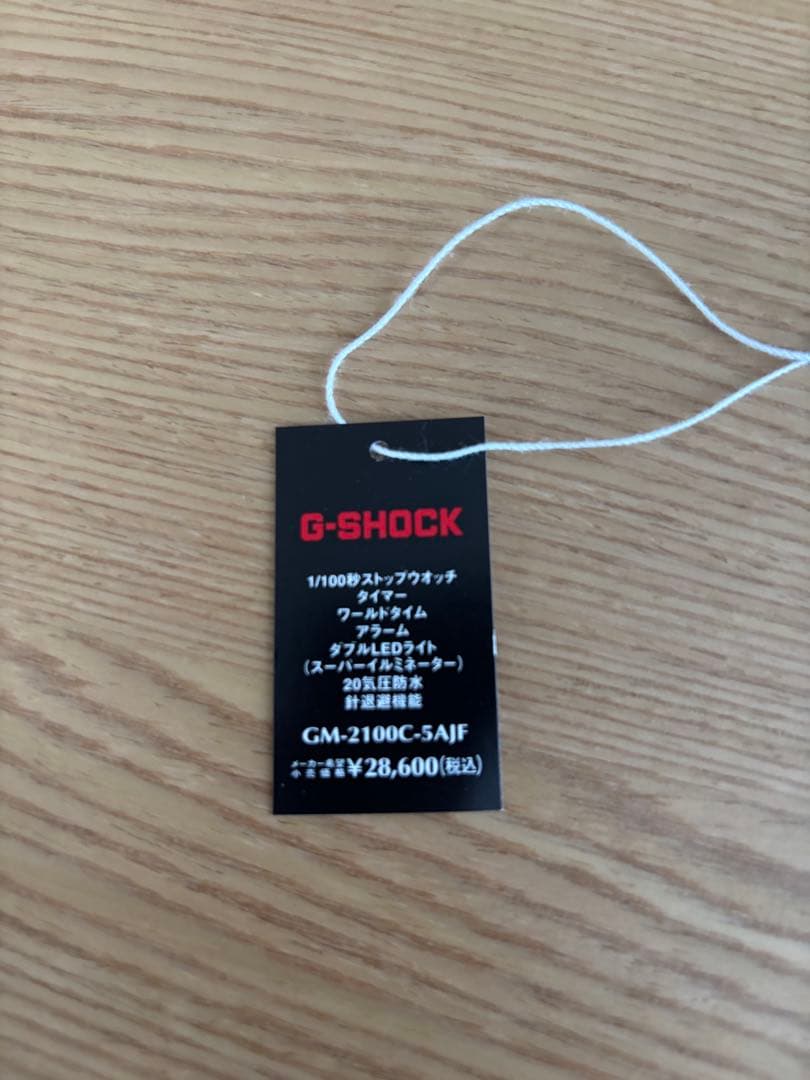 G-SHOCK
1/100秒ストップウオッチ
タイマー
ワールドタイム
アラーム
ダブルLEDライト
(スーパーイルミネーター)
20気圧防水
針退避機能
GM-2100C-5AJF
メーカー希望小売価格¥28,600(税込)